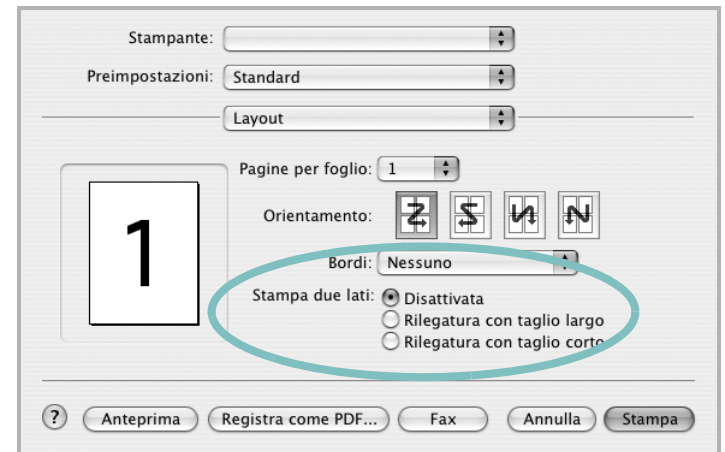 Stampante:
Preimpostazioni: Standard
Layout
Pagine per foglio: 1
1
Orientamento:
Bordi: Nessuno
Stampa due lati: Disattivata
Rilegatura con taglio largo
Rilegatura con taglio corto
? Anteprima Registra come PDF... Fax Annulla Stampa